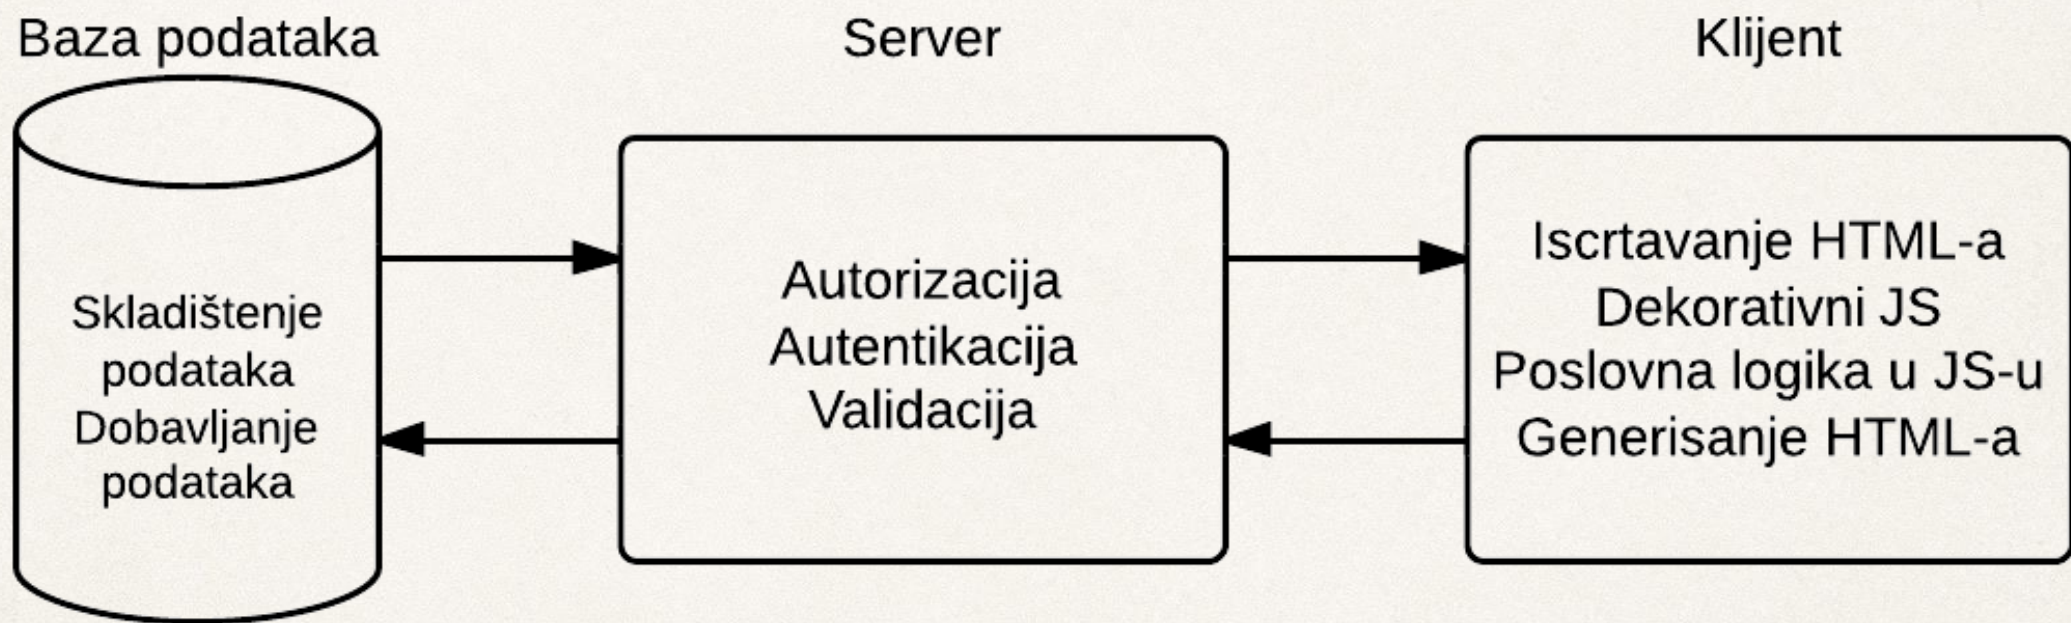 Baza podataka
Server
Klijent
Skladištenje
podataka
Dobavljanje
podataka
Autorizacija
Autentikacija
Validacija
Iscrtavanje HTML-a
Dekorativni JS
Poslovna logika u JS-u
Generisanje HTML-a